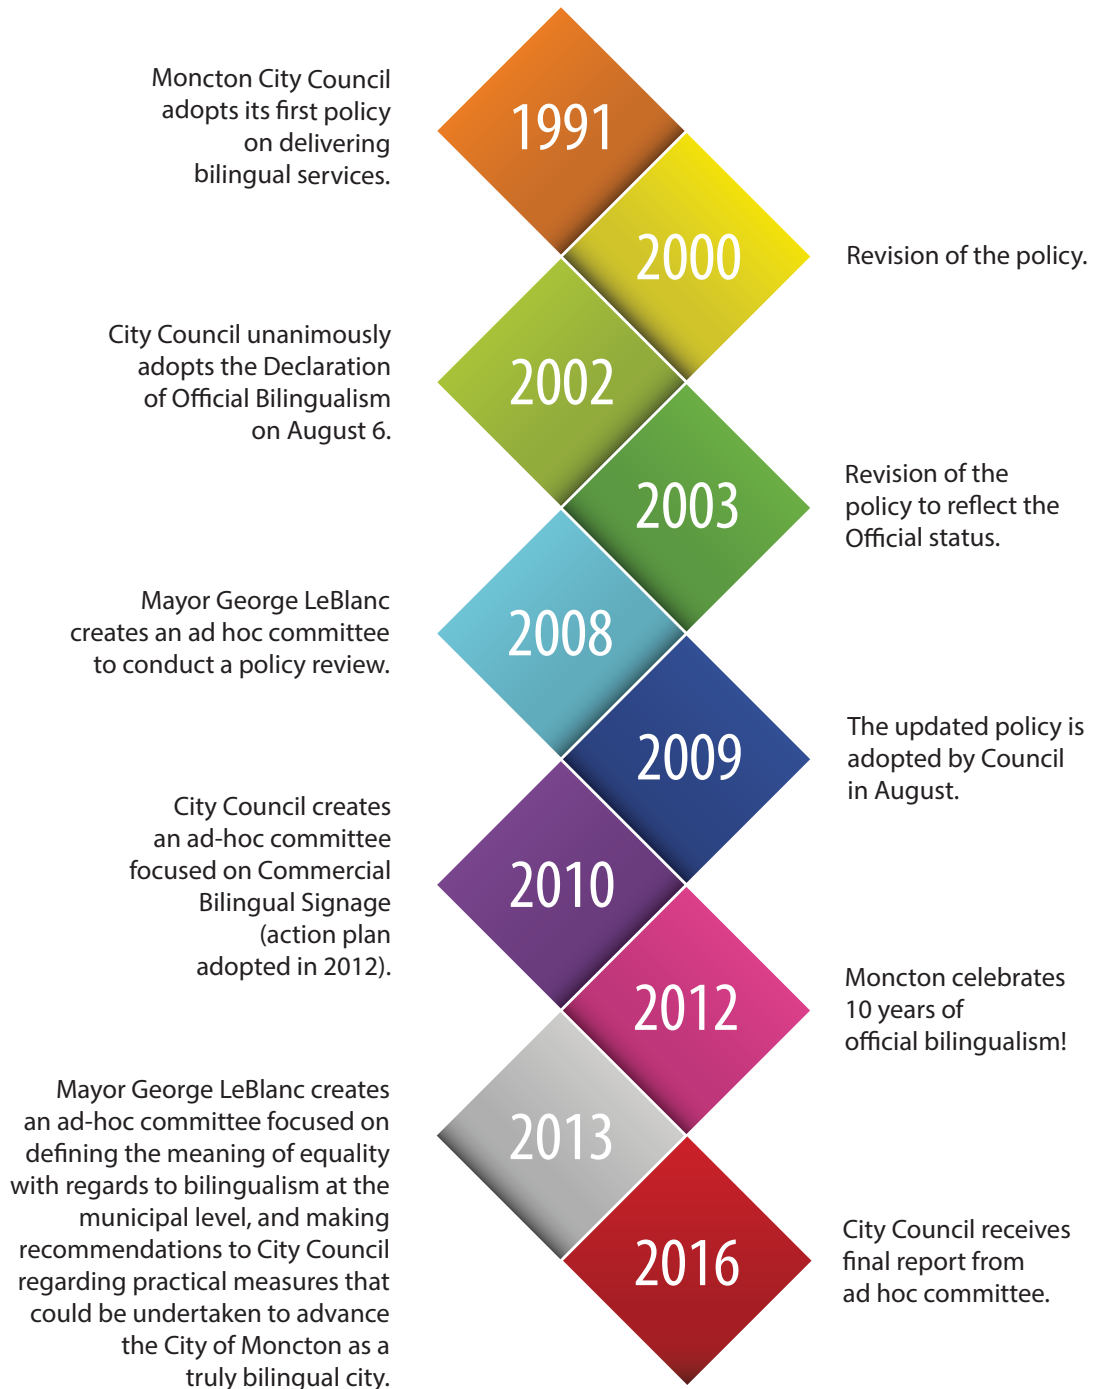 Moncton City Council
adopts its first policy
on delivering
bilingual services.
1991
2000
Revision of the policy.
City Council unanimously
adopts the Declaration
of Official Bilingualism
on August 6.
2002
2003
Revision of the
policy to reflect the
Official status.
Mayor George LeBlanc
creates an ad hoc committee
to conduct a policy review.
2008
2009
The updated policy is
adopted by Council
in August.
City Council creates
an ad-hoc committee
focused on Commercial
Bilingual Signage
(action plan
adopted in 2012).
2010
2012
Moncton celebrates
10 years of
official bilingualism!
Mayor George LeBlanc creates
an ad-hoc committee focused on
defining the meaning of equality
with regards to bilingualism at the
municipal level, and making
recommendations to City Council
regarding practical measures that
could be undertaken to advance
the City of Moncton as a
truly bilingual city.
2013
2016
City Council receives
final report from
ad hoc committee.